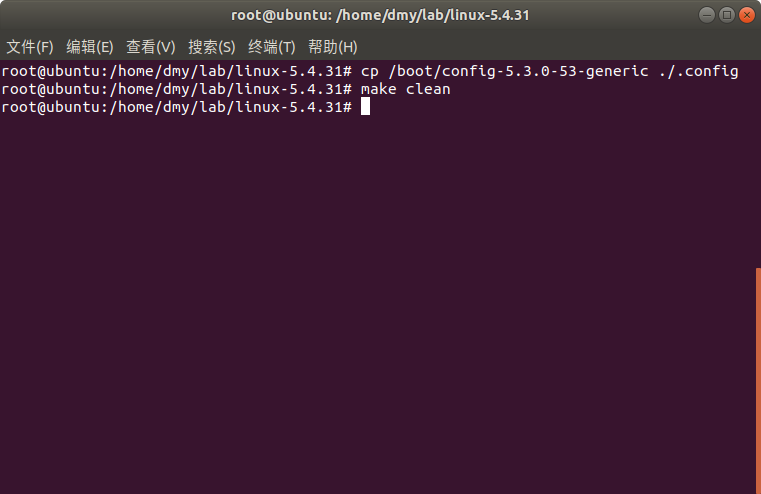 root@ubuntu: /home/dmy/lab/linux-5.4.31
文件(F) 编辑(E) 查看(V) 搜索(S) 终端(T) 帮助(H)
root@ubuntu:/home/dmy/lab/linux-5.4.31# cp /boot/config-5.3.0-53-generic ./.config
root@ubuntu:/home/dmy/lab/linux-5.4.31# make clean
root@ubuntu:/home/dmy/lab/linux-5.4.31#